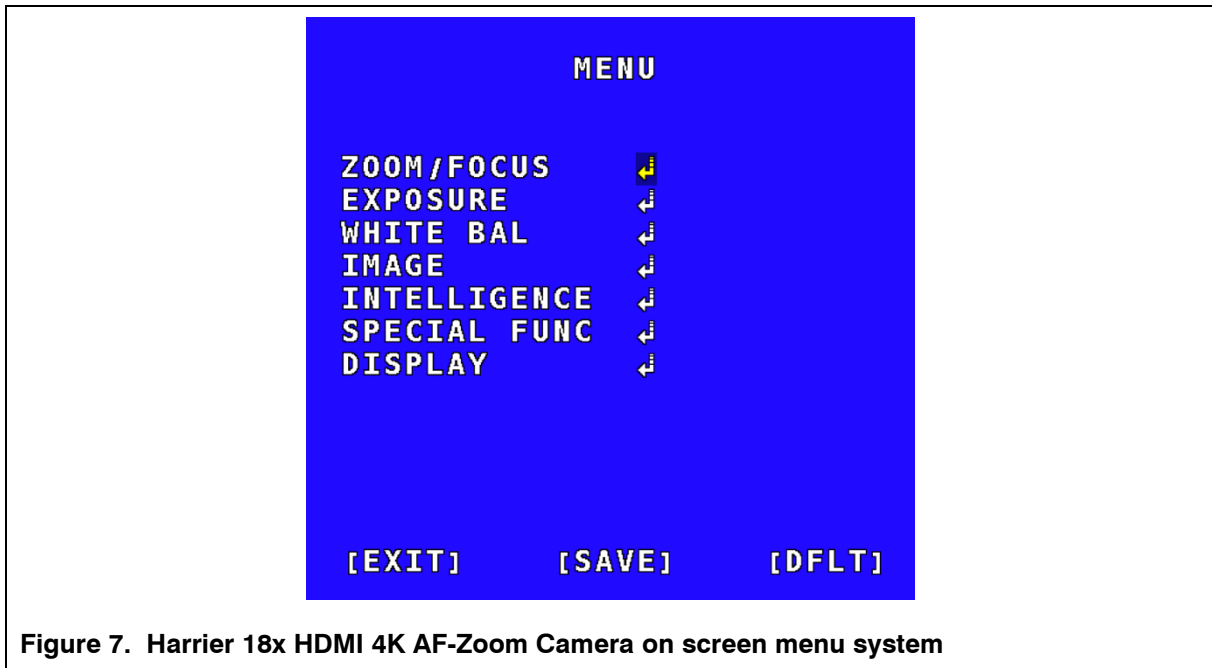 MENU
ZOOM/FOCUS ↲
EXPOSURE ↲
WHITE BAL ↲
IMAGE ↲
INTELLIGENCE ↲
SPECIAL FUNC ↲
DISPLAY ↲
[EXIT] [SAVE] [DFLT]
Figure 7. Harrier 18x HDMI 4K AF-Zoom Camera on screen menu system